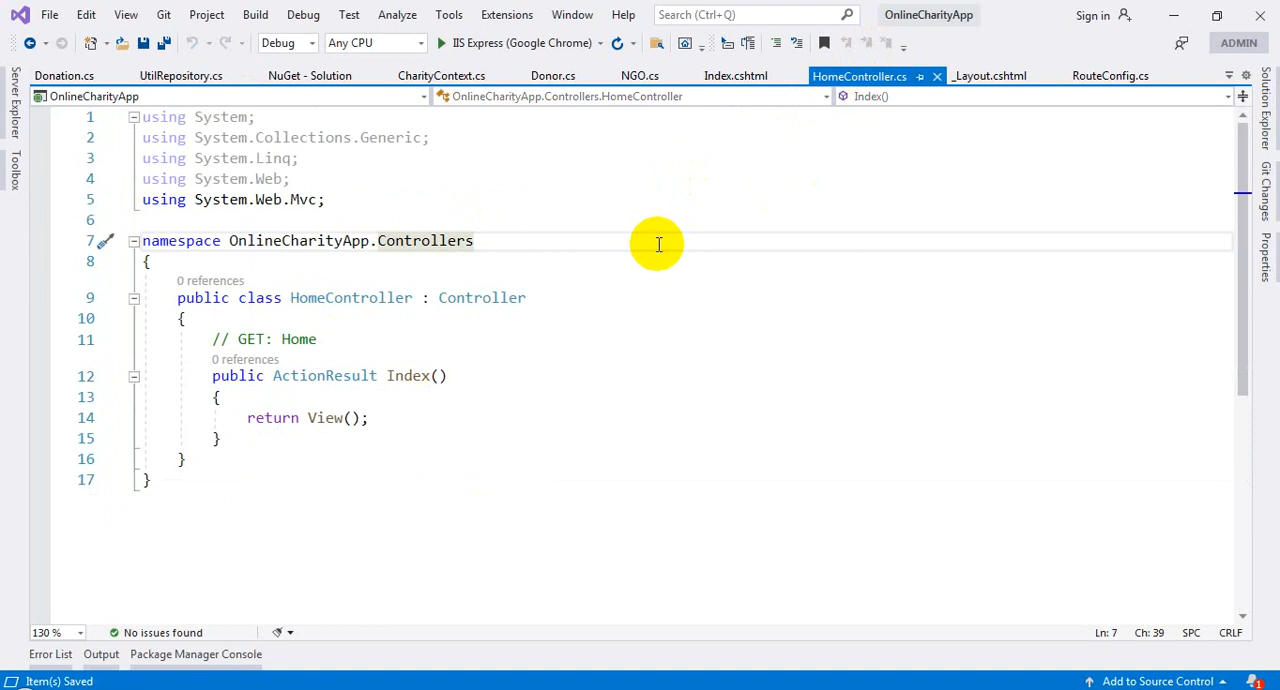 File Edit View Git Project Build Debug Test Analyze Tools Extensions Window Help Search (Ctrl+Q) OnlineCharityApp Sign in
Debug Any CPU IIS Express (Google Chrome) ADMIN
Donation.cs UtilRepository.cs NuGet - Solution CharityContext.cs Donor.cs NGO.cs Index.cshtml HomeController.cs _Layout.cshtml RouteConfig.cs
OnlineCharityApp OnlineCharityApp.Controllers.HomeController Index()
Server Explorer
Toolbox
1 using System;
2 using System.Collections.Generic;
3 using System.Linq;
4 using System.Web;
5 using System.Web.Mvc;
6
7 namespace OnlineCharityApp.Controllers
8 {
0 references
9 public class HomeController : Controller
10 {
11 // GET: Home
0 references
12 public ActionResult Index()
13 {
14 return View();
15 }
16 }
17 }
Solution Explorer
Git Changes
Properties
130 % No issues found Ln: 7 Ch: 39 SPC CRLF
Error List Output Package Manager Console
Item(s) Saved Add to Source Control 1